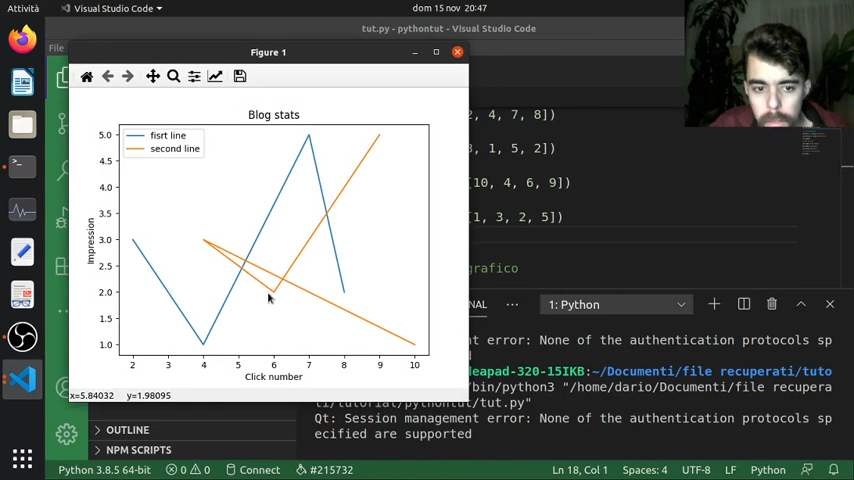 Attività
Visual Studio Code
dom 15 nov 20:47
tut.py - pythontut - Visual Studio Code
File
Figure 1
Blog stats
fisrt line
second line
5.0
4.5
4.0
3.5
3.0
2.5
2.0
1.5
1.0
Impression
2 3 4 5 6 7 8 9 10
Click number
x=5.84032 y=1.98095
2, 4, 7, 8])
3, 1, 5, 2])
[10, 4, 6, 9])
[1, 3, 2, 5])
grafico
NAL
1: Python
ent error: None of the authentication protocols sp
d
eapad-320-15IKB:~/Documenti/file recuperati/tuto
bin/python3 "/home/dario/Documenti/file recupera
ti/tutorial/pythontut/tut.py"
Qt: Session management error: None of the authentication protocols sp
ecified are supported
OUTLINE
NPM SCRIPTS
Python 3.8.5 64-bit
0
0
Connect
#215732
Ln 18, Col 1
Spaces: 4
UTF-8
LF
Python